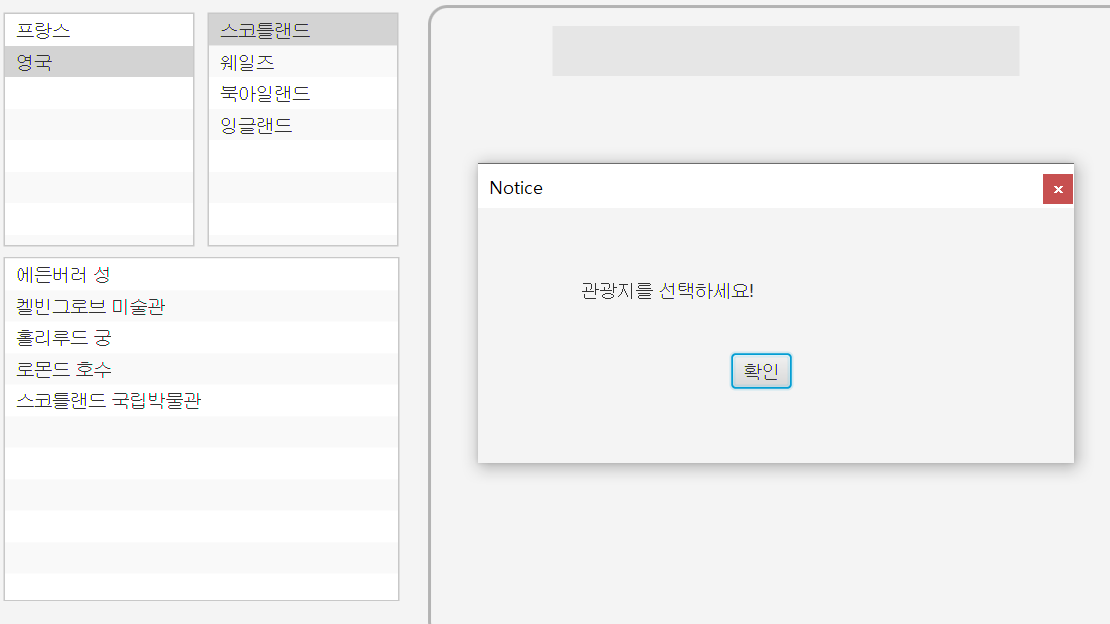 프랑스
영국
스코틀랜드
웨일즈
북아일랜드
잉글랜드
에든버러 성
켈빈그로브 미술관
홀리루드 궁
로몬드 호수
스코틀랜드 국립박물관
Notice
x
관광지를 선택하세요!
확인